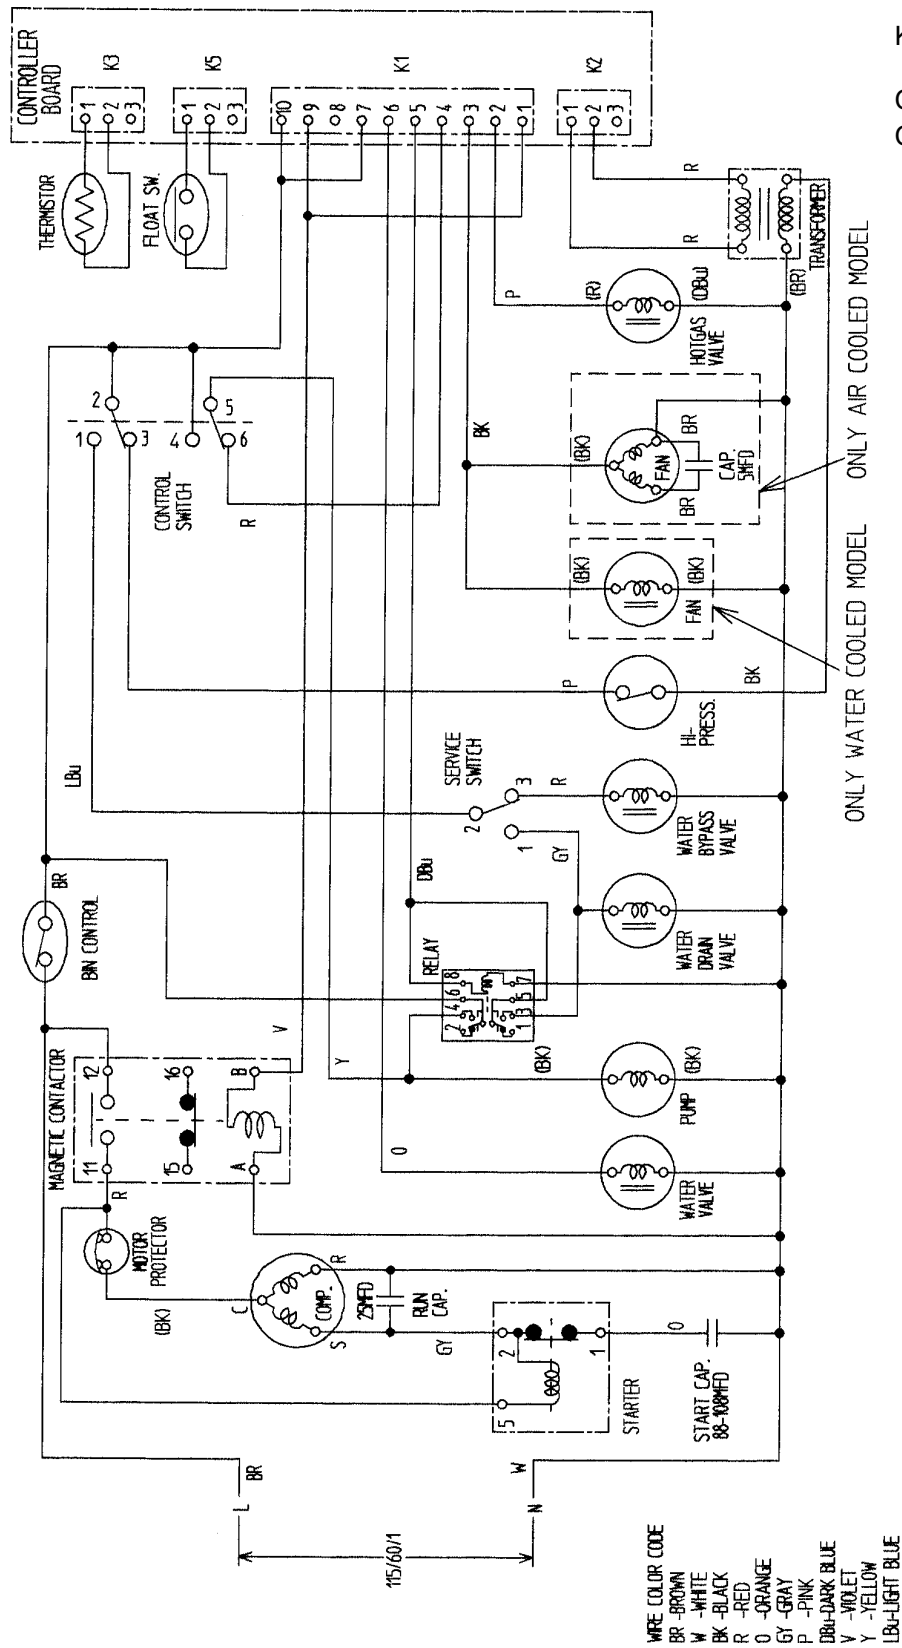 CONTROLLER
BOARD
K3
K5
K1
K2
1
2
3
1
2
3
10
9
8
7
6
5
4
3
2
1
1
2
3
THERMISTOR
FLOAT SW.
R
R
TRANSFORMER
(BR)
P
(R)
(DBu)
HOTGAS
VALVE
2
5
1
3
4
6
CONTROL
SWITCH
R
BK
(BK)
FAN
BR
BR
CAP.
5MFD
ONLY AIR COOLED MODEL
(BK)
(BK)
FAN
ONLY WATER COOLED MODEL
P
BK
HI-
PRESS.
LBu
SERVICE
SWITCH
2
3
1
R
GY
WATER
BYPASS
VALVE
BR
BIN CONTROL
DBu
RELAY
2
4
6
8
1
3
5
7
WATER
DRAIN
VALVE
MAGNETIC CONTACTOR
12
11
16
15
B
A
V
Y
O
(BK)
(BK)
PUMP
WATER
VALVE
R
MOTOR
PROTECTOR
(BK)
C
COMP.
R
S
25MFD
RUN
CAP.
GY
2
1
5
STARTER
O
START CAP.
88-108MFD
L
BR
W
N
115/60/1
WIRE COLOR CODE
BR -BROWN
W -WHITE
BK -BLACK
R -RED
O -ORANGE
GY -GRAY
P -PINK
DBu-DARK BLUE
V -VIOLET
Y -YELLOW
LBu-LIGHT BLUE